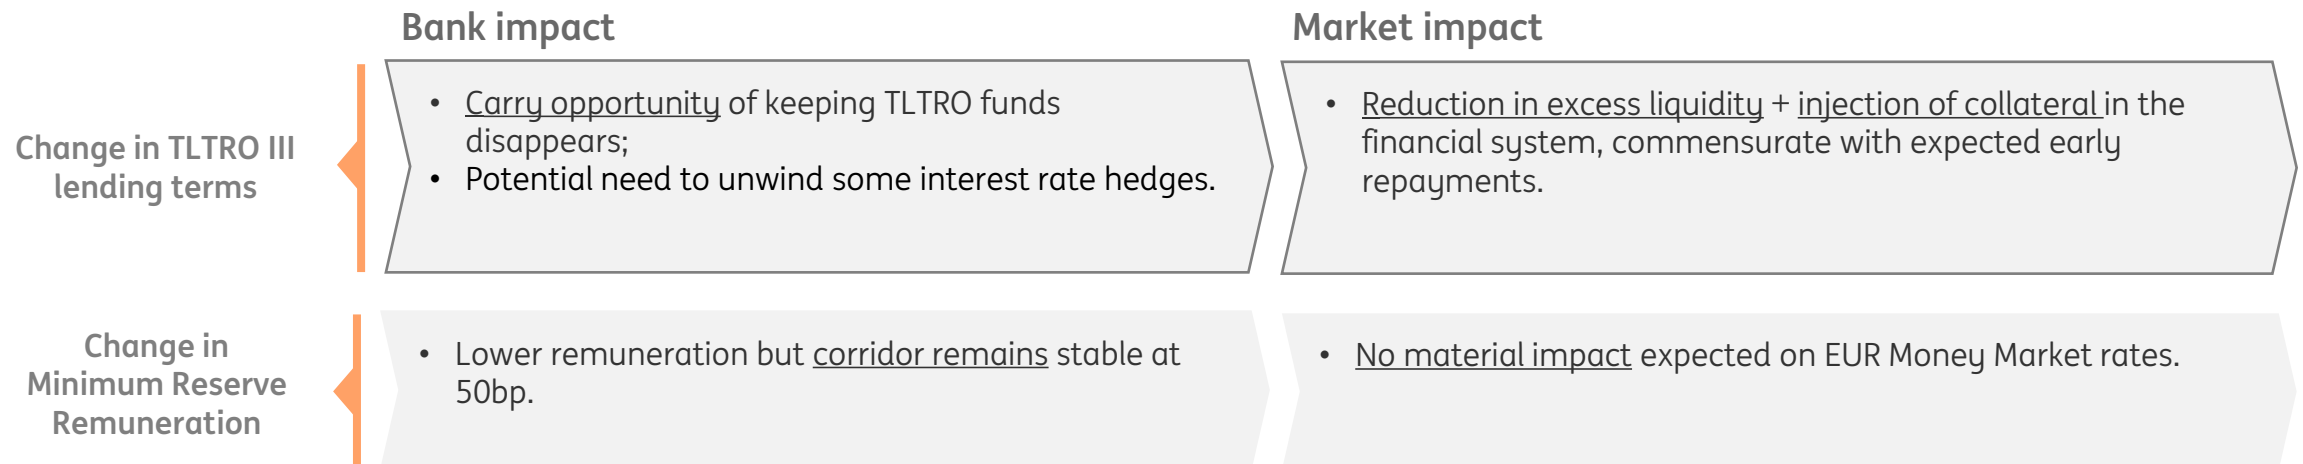 Bank impact
Market impact
Change in TLTRO III
lending terms
• Carry opportunity of keeping TLTRO funds
disappears;
• Potential need to unwind some interest rate hedges.
• Reduction in excess liquidity + injection of collateral in the
financial system, commensurate with expected early
repayments.
Change in
Minimum Reserve
Remuneration
• Lower remuneration but corridor remains stable at
50bp.
• No material impact expected on EUR Money Market rates.